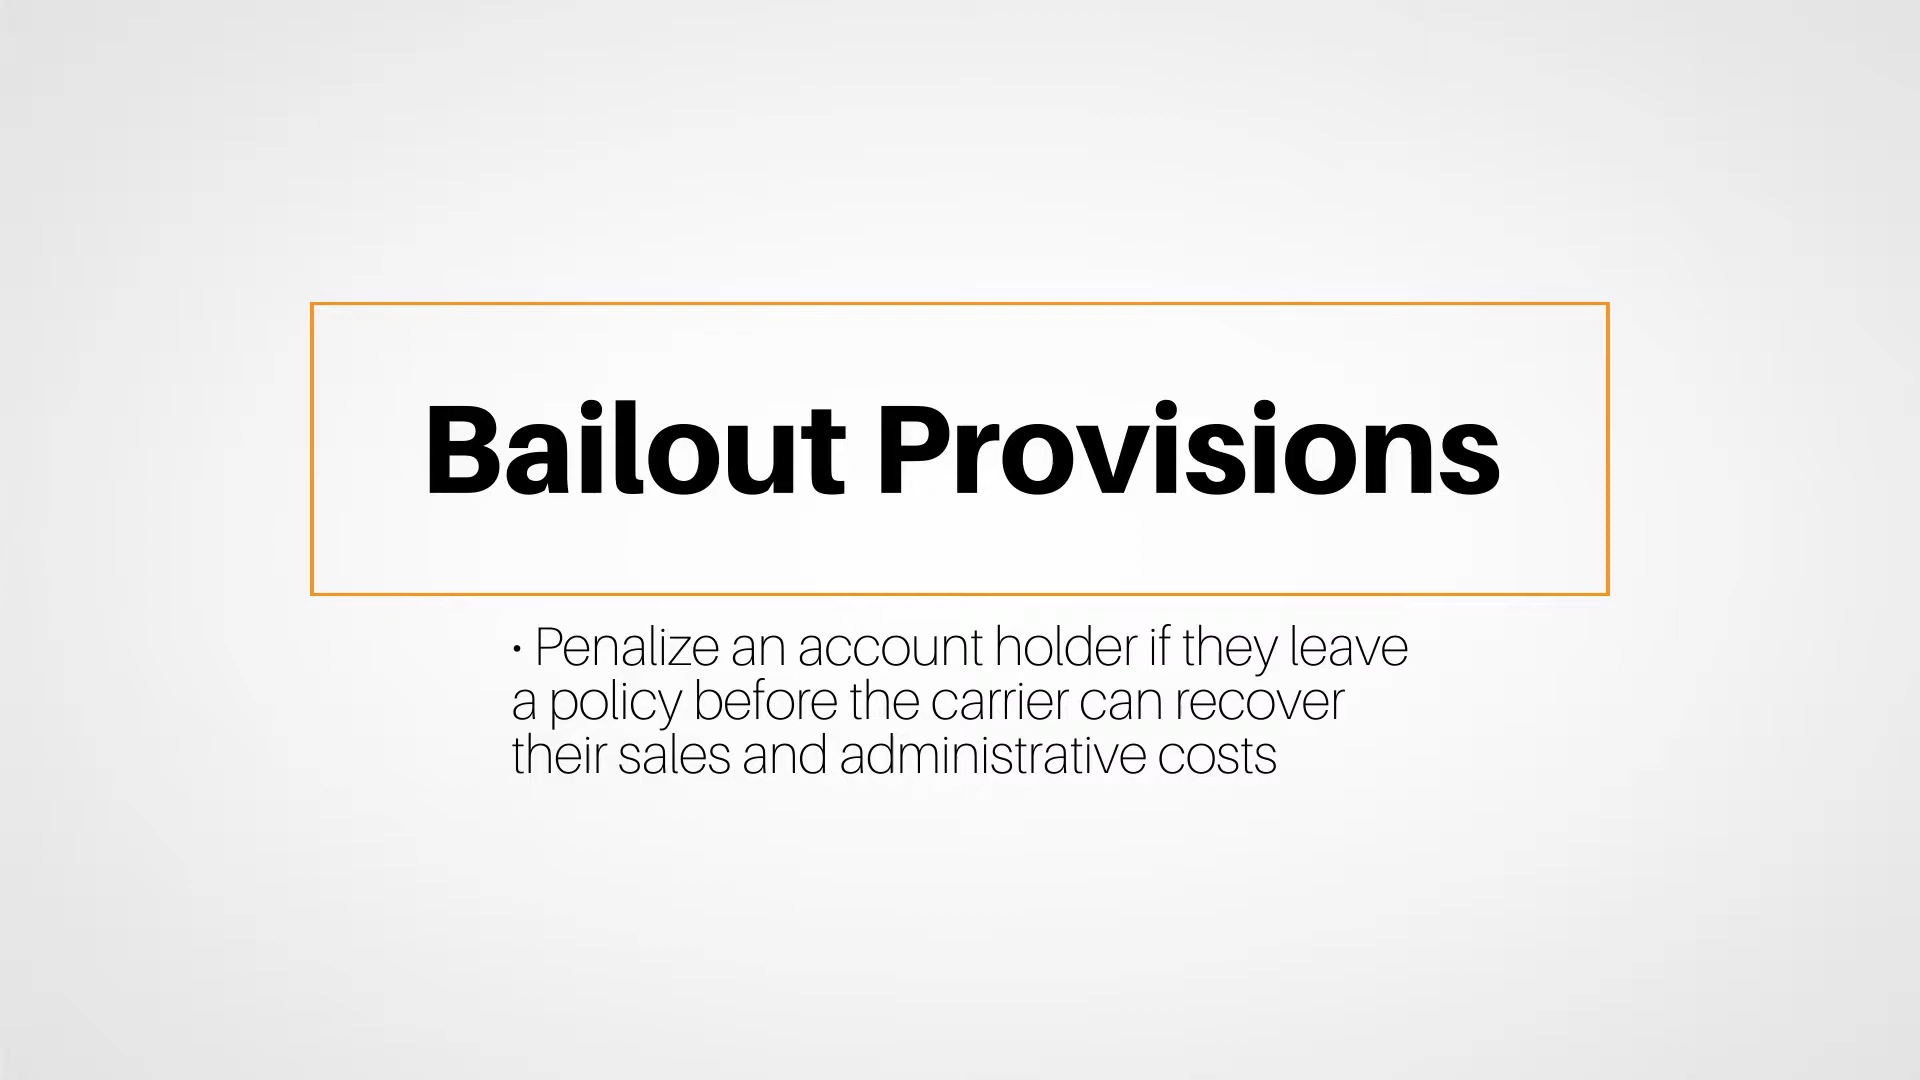 Bailout Provisions
• Penalize an account holder if they leave
a policy before the carrier can recover
their sales and administrative costs